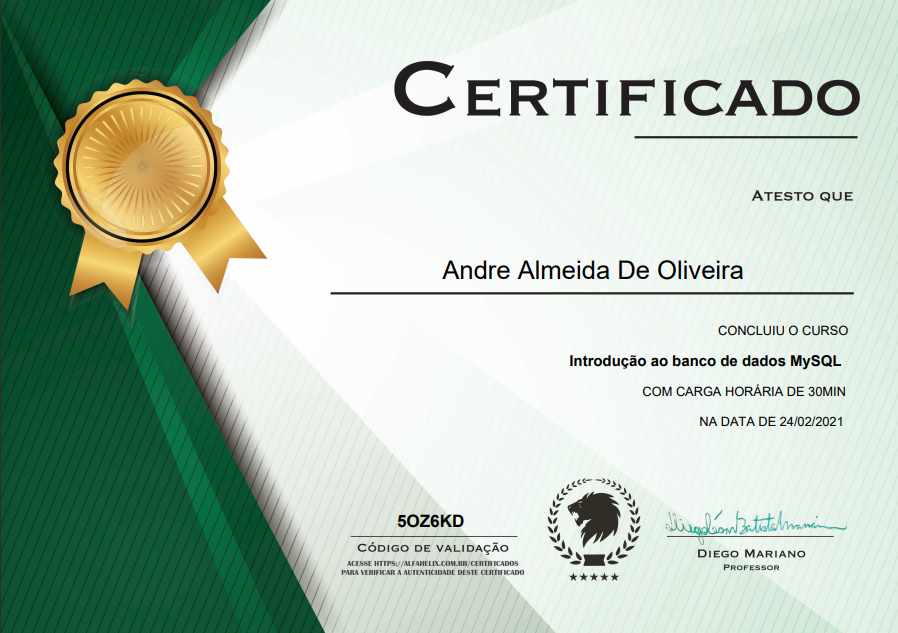 CERTIFICADO
ATESTO QUE
Andre Almeida De Oliveira
CONCLUIU O CURSO
Introdução ao banco de dados MySQL
COM CARGA HORÁRIA DE 30MIN
NA DATA DE 24/02/2021
5OZ6KD
CÓDIGO DE VALIDAÇÃO
ACESSE HTTPS://ALFAHELIX.COM.BR/CERTIFICADOS
PARA VERIFICAR A AUTENTICIDADE DESTE CERTIFICADO
DIEGO MARIANO
PROFESSOR